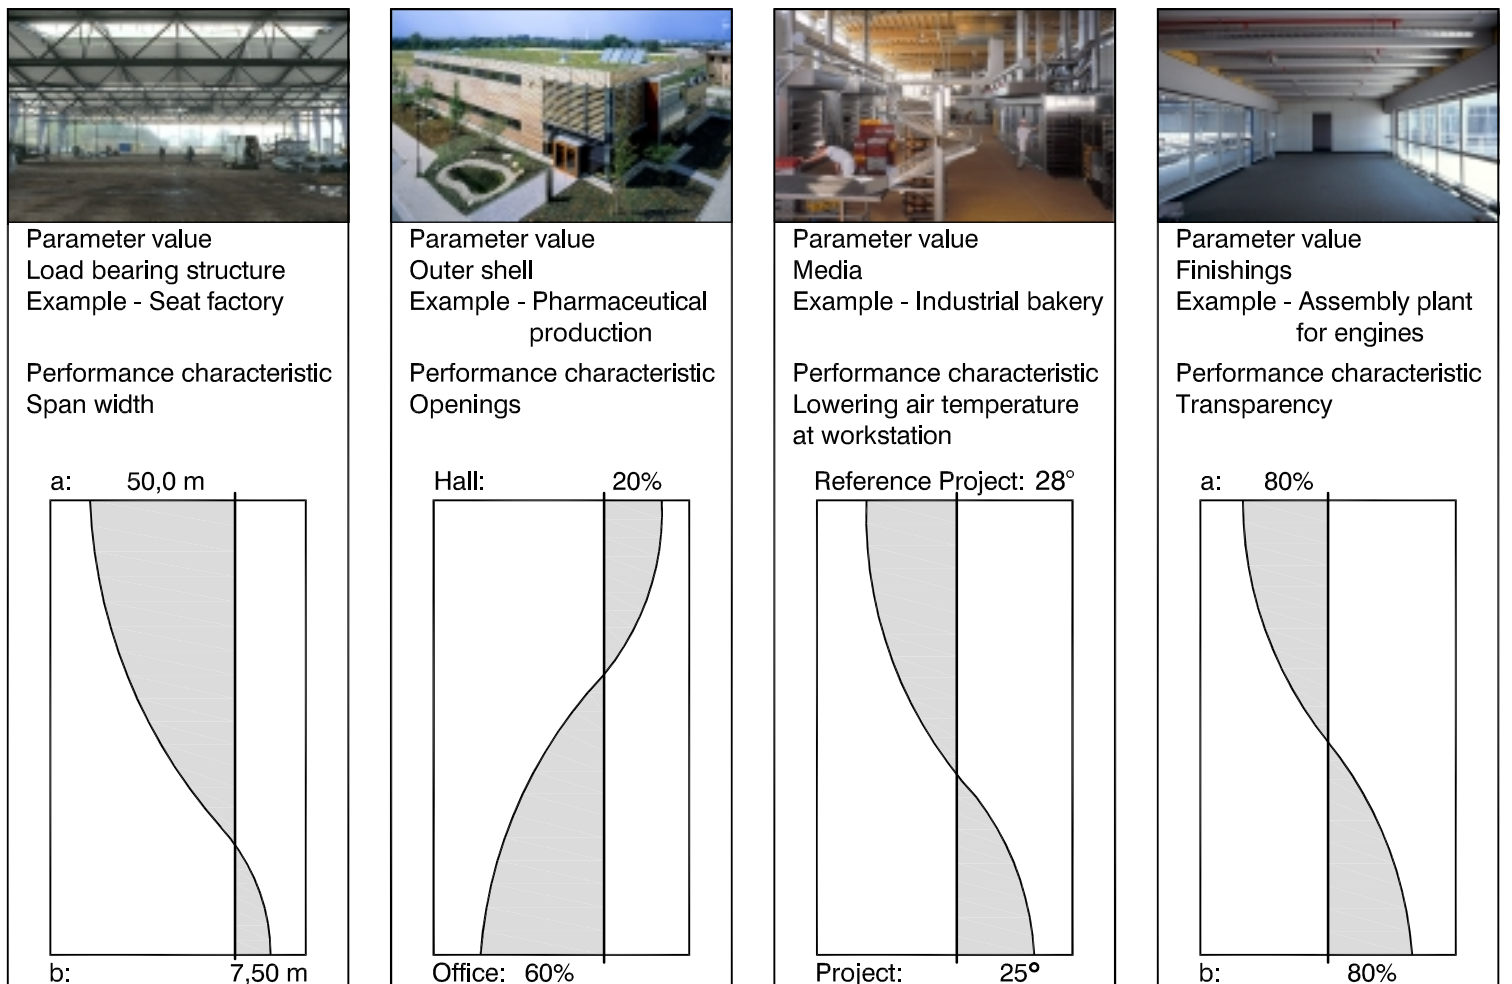 Parameter value
Load bearing structure
Example - Seat factory
Performance characteristic
Span width
a: 50,0 m
b: 7,50 m
Parameter value
Outer shell
Example - Pharmaceutical
production
Performance characteristic
Openings
Hall: 20%
Office: 60%
Parameter value
Media
Example - Industrial bakery
Performance characteristic
Lowering air temperature
at workstation
Reference Project: 28°
Project: 25°
Parameter value
Finishings
Example - Assembly plant
for engines
Performance characteristic
Transparency
a: 80%
b: 80%